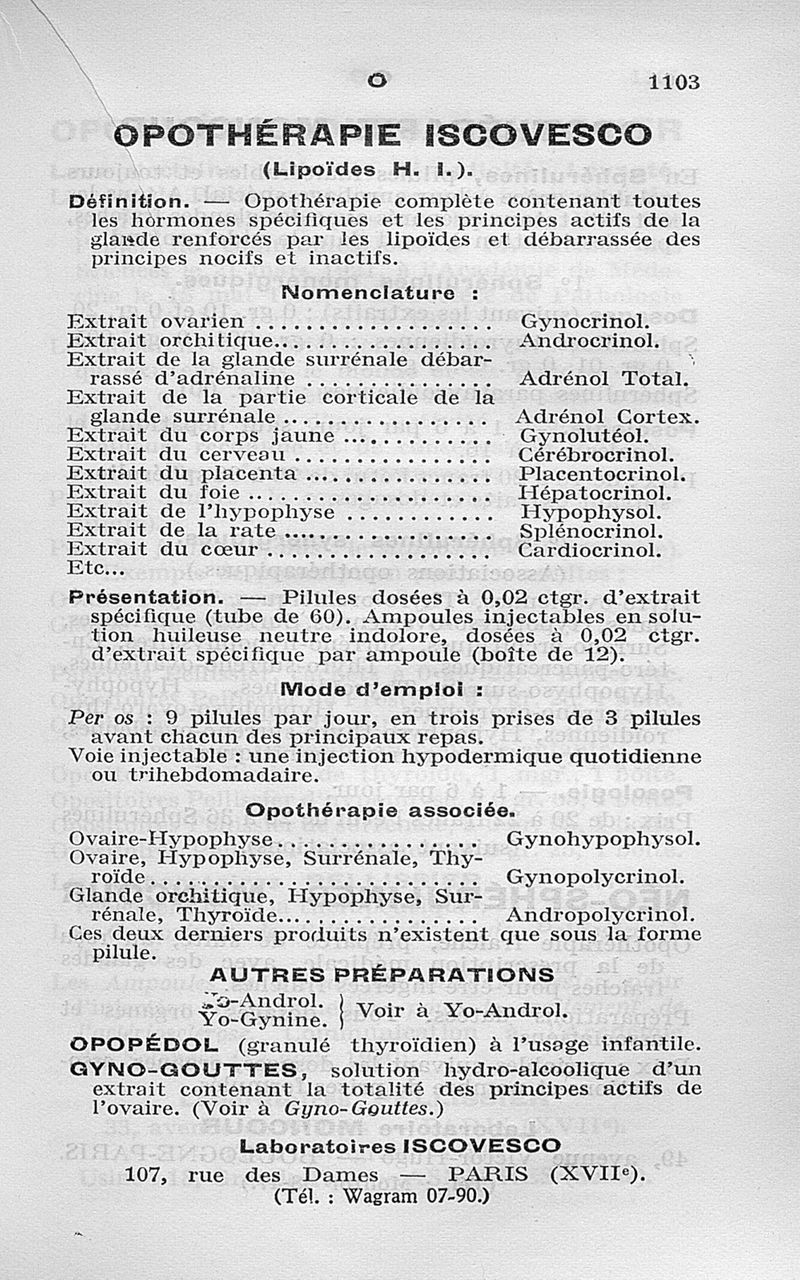 O
1103
OPOTHÉRAPIE ISCOVESCO
(Lipoïdes H. I.).
Définition. — Opothérapie complète contenant toutes
les hormones spécifiques et les principes actifs de la
glande renforcés par les lipoïdes et débarrassée des
principes nocifs et inactifs.
Nomenclature :
Extrait ovarien .................... Gynocrinol.
Extrait orchitique.................. Androcrinol.
Extrait de la glande surrénale débar-
rassé d'adrénaline ............... Adrénol Total.
Extrait de la partie corticale de la
glande surrénale ................. Adrénol Cortex.
Extrait du corps jaune ............. Gynolutéol.
Extrait du cerveau ................. Cérébrocrinol.
Extrait du placenta ................ Placentocrinol.
Extrait du foie .................... Hépatocrinol.
Extrait de l'hypophyse ............. Hypophysol.
Extrait de la rate ................. Splénocrinol.
Extrait du cœur .................... Cardiocrinol.
Etc...
Présentation. — Pilules dosées à 0,02 ctgr. d'extrait
spécifique (tube de 60). Ampoules injectables en solu-
tion huileuse neutre indolore, dosées à 0,02 ctgr.
d'extrait spécifique par ampoule (boîte de 12).
Mode d'emploi :
Per os : 9 pilules par jour, en trois prises de 3 pilules
avant chacun des principaux repas.
Voie injectable : une injection hypodermique quotidienne
ou trihebdomadaire.
Opothérapie associée.
Ovaire-Hypophyse................. Gynohypophysol.
Ovaire, Hypophyse, Surrénale, Thy-
roïde............................ Gynopolycrinol.
Glande orchitique, Hypophyse, Sur-
rénale, Thyroïde................. Andropolycrinol.
Ces deux derniers produits n'existent que sous la forme
pilule.
AUTRES PRÉPARATIONS
Yo-Androl. } Voir à Yo-Androl.
Yo-Gynine.
OPOPÉDOL (granulé thyroïdien) à l'usage infantile.
GYNO-GOUTTES, solution hydro-alcoolique d'un
extrait contenant la totalité des principes actifs de
l'ovaire. (Voir à Gyno-Gouttes.)
Laboratoires ISCOVESCO
107, rue des Dames — PARIS (XVIIe).
(Tél. : Wagram 07-90.)